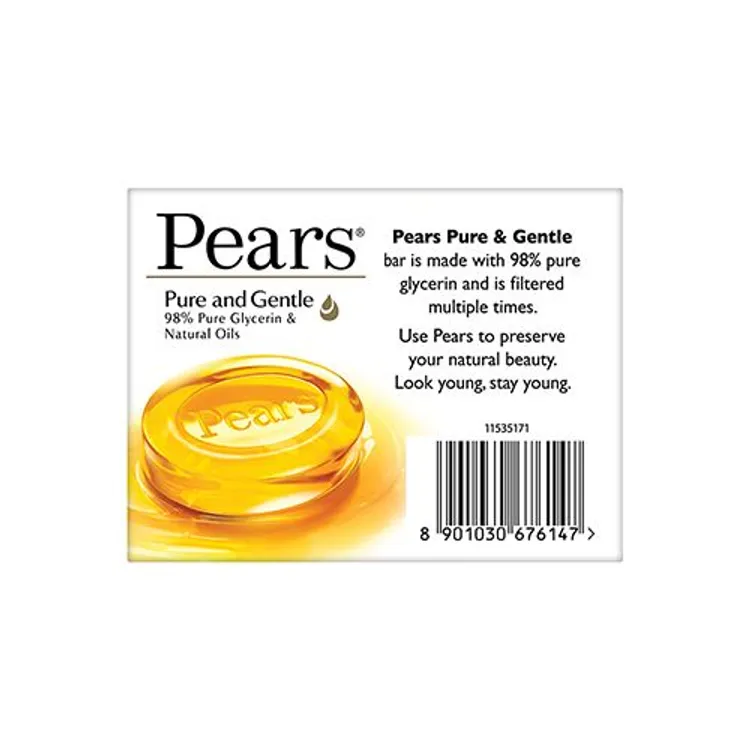 Pears®
Pure and Gentle
98% Pure Glycerin &
Natural Oils
Pears
Pears Pure & Gentle
bar is made with 98% pure
glycerin and is filtered
multiple times.
Use Pears to preserve
your natural beauty.
Look young, stay young.
11535171
8 901030 676147 >